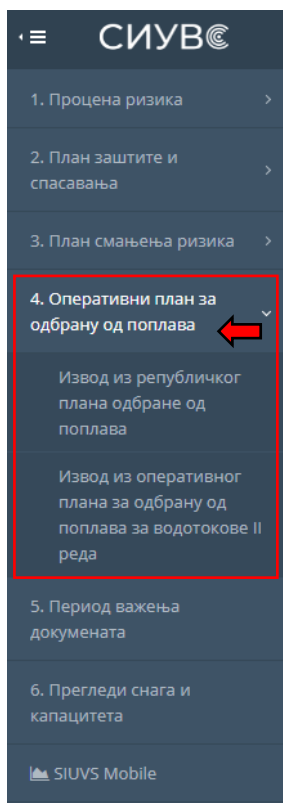 СИУВС
1. Процена ризика
2. План заштите и
спасавања
3. План смањења ризика
4. Оперативни план за
одбрану од поплава
Извод из републичког
плана одбране од
поплава
Извод из оперативног
плана за одбрану од
поплава за водотокове II
реда
5. Период важења
докумената
6. Прегледи снага и
капацитета
SIUVS Mobile